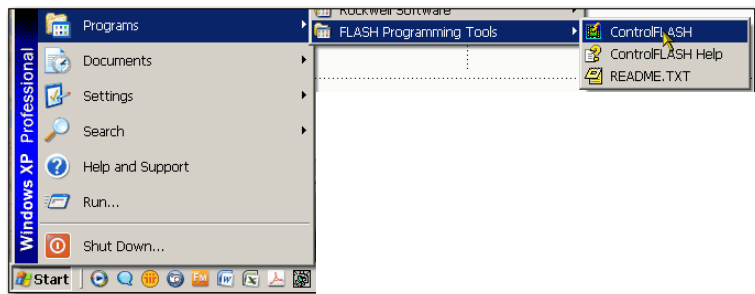 Programs
Rockwell Software
FLASH Programming Tools
ControlFLASH
ControlFLASH Help
README.TXT
Documents
Settings
Search
Help and Support
Run...
Shut Down...
Windows XP Professional
Start